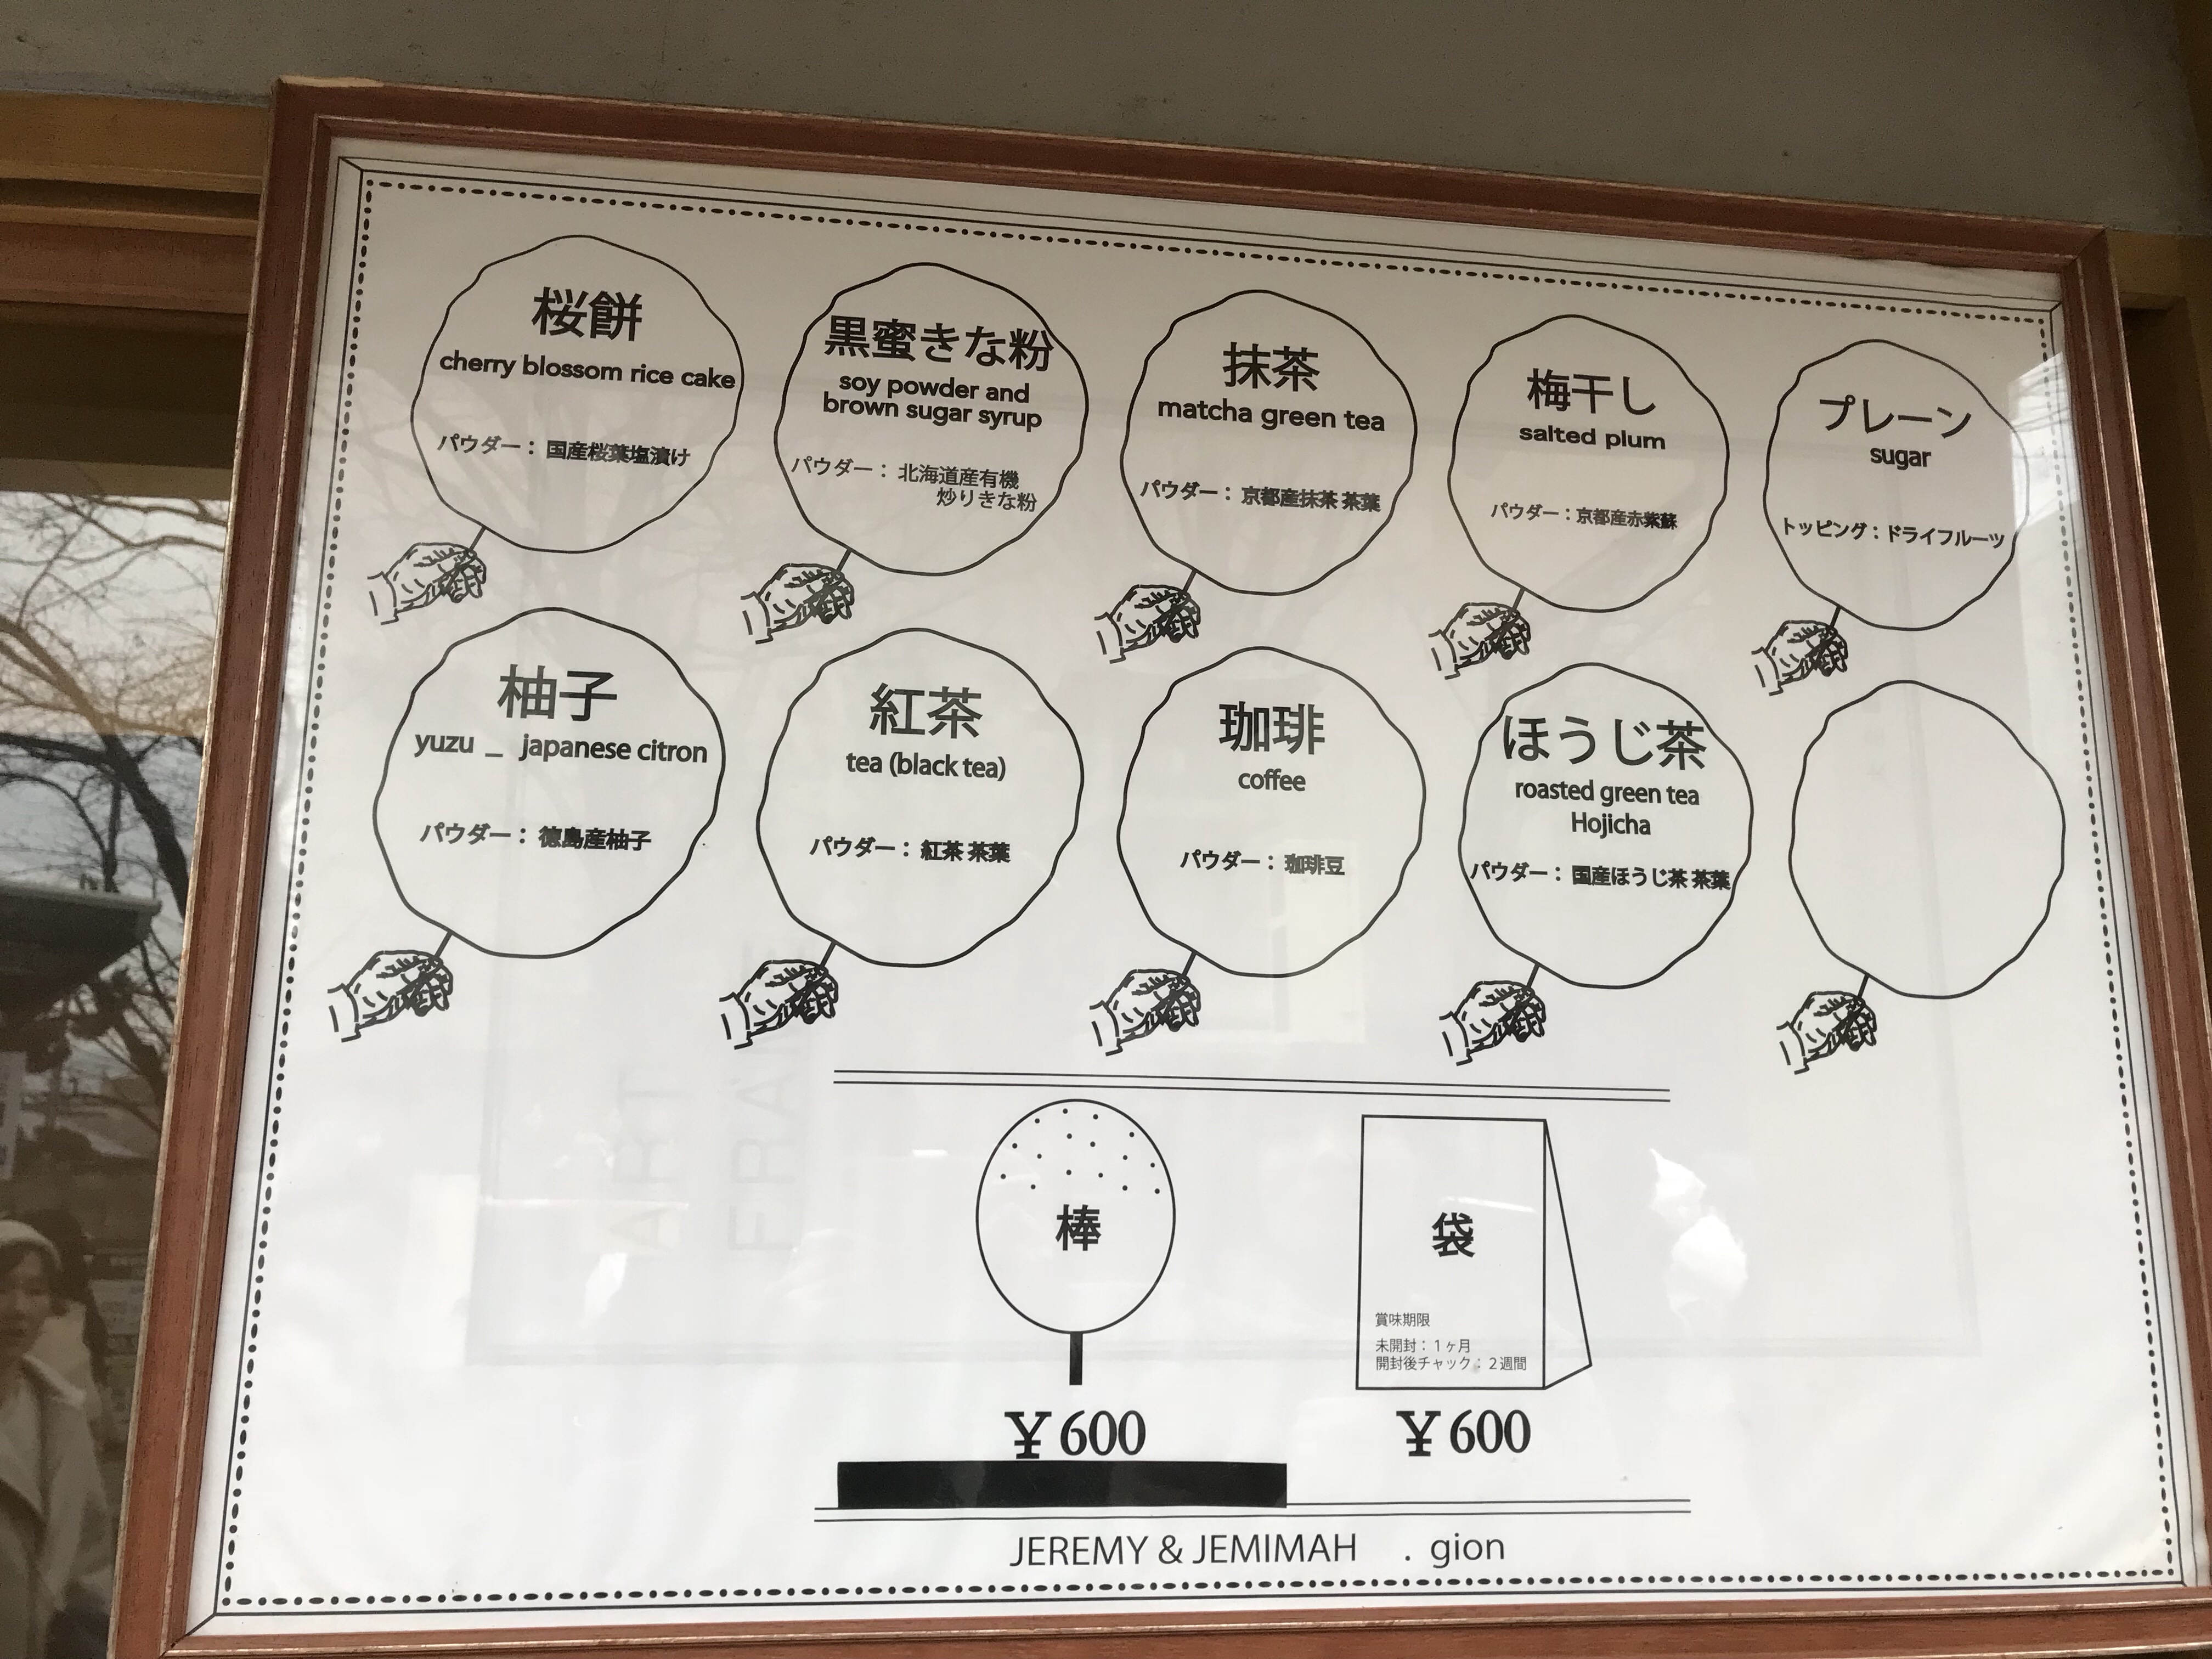 桜餅
cherry blossom rice cake
パウダー： 国産桜葉塩漬け
黒蜜きな粉
soy powder and
brown sugar syrup
パウダー： 北海道産有機
炒りきな粉
抹茶
matcha green tea
パウダー： 京都産抹茶 茶葉
梅干し
salted plum
パウダー：京都産赤紫蘇
プレーン
sugar
トッピング：ドライフルーツ
柚子
yuzu _ japanese citron
パウダー： 徳島産柚子
紅茶
tea (black tea)
パウダー： 紅茶 茶葉
珈琲
coffee
パウダー： 珈琲豆
ほうじ茶
roasted green tea
Hojicha
パウダー： 国産ほうじ茶 茶葉
棒
¥600
袋
賞味期限
未開封：１ヶ月
開封後チャック：２週間
¥600
JEREMY & JEMIMAH . gion